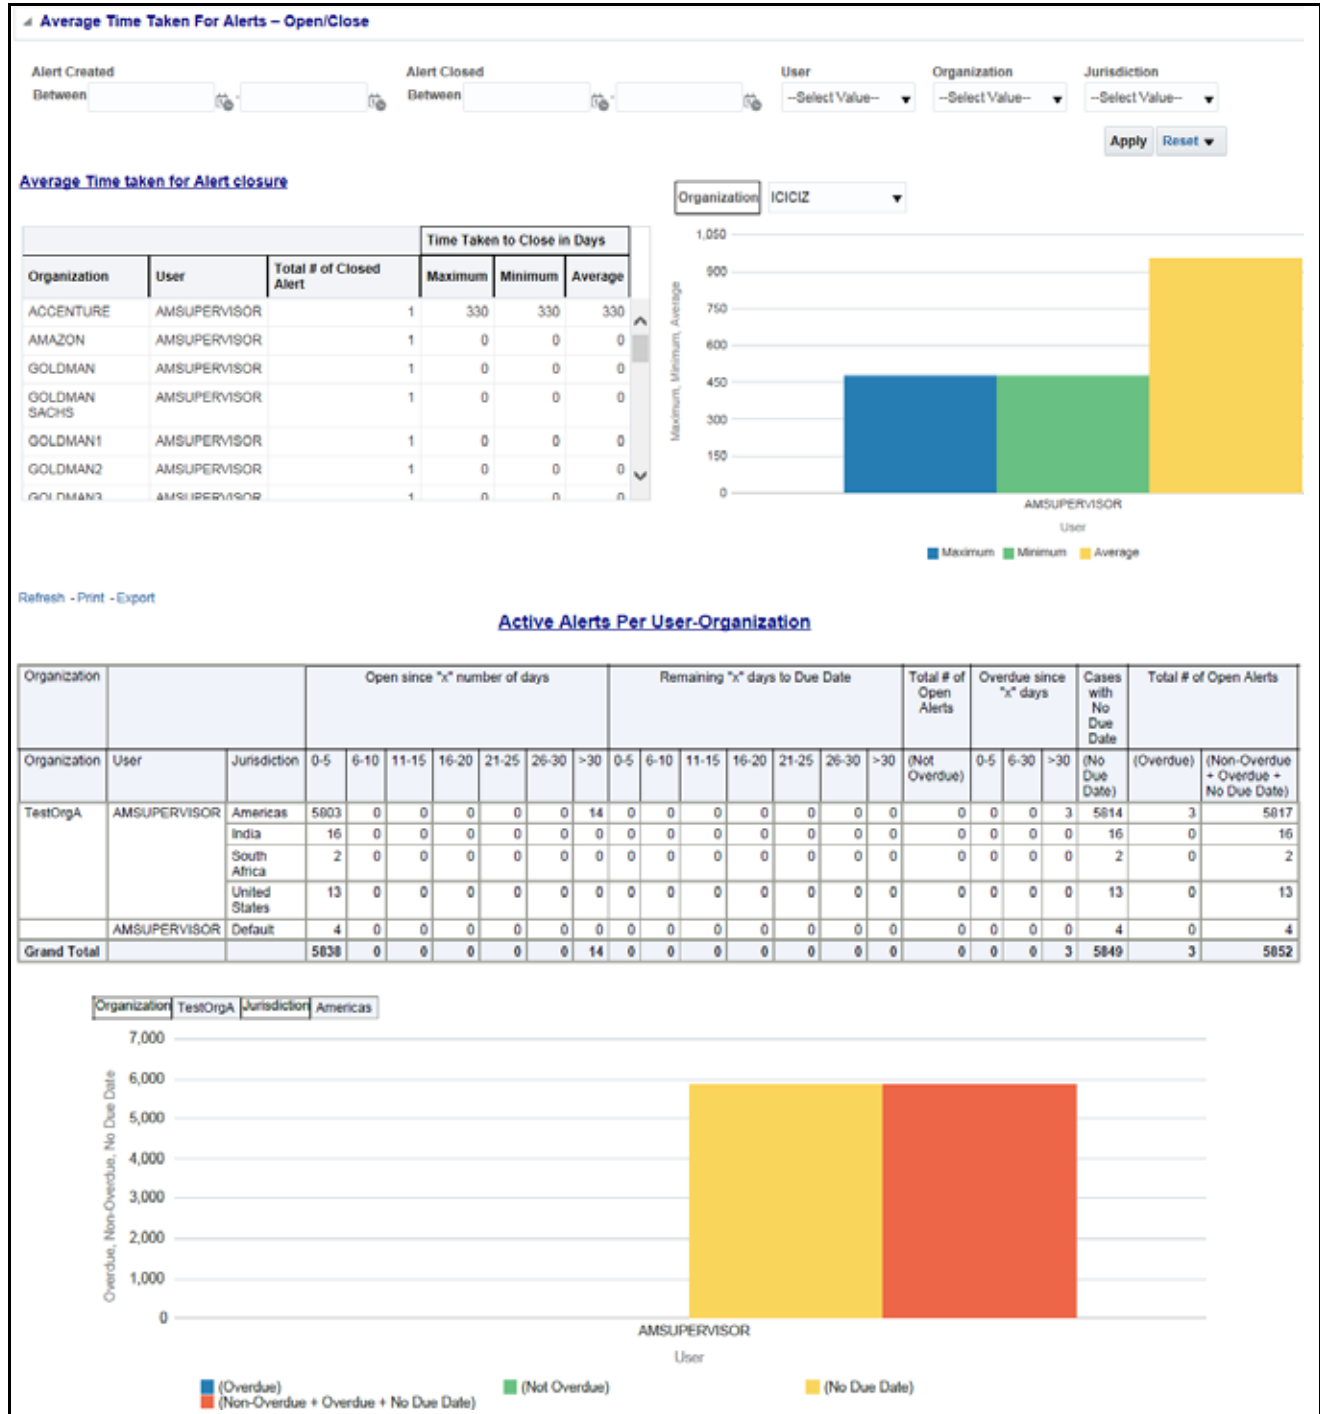 Average Time Taken For Alerts – Open/Close
Alert Created
Between -
Alert Closed
Between -
User
--Select Value--
Organization
--Select Value--
Jurisdiction
--Select Value--
Apply Reset
Average Time taken for Alert closure
Time Taken to Close in Days
Organization User Total # of Closed Alert Maximum Minimum Average
ACCENTURE AMSUPERVISOR 1 330 330 330
AMAZON AMSUPERVISOR 1 0 0 0
GOLDMAN AMSUPERVISOR 1 0 0 0
GOLDMAN SACHS AMSUPERVISOR 1 0 0 0
GOLDMAN1 AMSUPERVISOR 1 0 0 0
GOLDMAN2 AMSUPERVISOR 1 0 0 0
GOLDMAN3 AMSUPERVISOR 1 0 0 0
Organization ICICIZ
Maximum, Minimum, Average
1,050
900
750
600
450
300
150
0
AMSUPERVISOR
User
Maximum Minimum Average
Refresh - Print - Export
Active Alerts Per User-Organization
Organization Open since "x" number of days Remaining "x" days to Due Date Total # of Open Alerts Overdue since "x" days Cases with No Due Date Total # of Open Alerts
Organization User Jurisdiction 0-5 6-10 11-15 16-20 21-25 26-30 >30 0-5 6-10 11-15 16-20 21-25 26-30 >30 (Not Overdue) 0-5 6-30 >30 (No Due Date) (Overdue) (Non-Overdue + Overdue + No Due Date)
TestOrgA AMSUPERVISOR Americas 5803 0 0 0 0 0 14 0 0 0 0 0 0 0 0 0 0 3 5814 3 5817
India 16 0 0 0 0 0 0 0 0 0 0 0 0 0 0 0 0 0 16 0 16
South Africa 2 0 0 0 0 0 0 0 0 0 0 0 0 0 0 0 0 0 2 0 2
United States 13 0 0 0 0 0 0 0 0 0 0 0 0 0 0 0 0 0 13 0 13
AMSUPERVISOR Default 4 0 0 0 0 0 0 0 0 0 0 0 0 0 0 0 0 0 4 0 4
Grand Total 5838 0 0 0 0 0 14 0 0 0 0 0 0 0 0 0 0 3 5849 3 5852
Organization TestOrgA Jurisdiction Americas
Overdue, Non-Overdue, No Due Date
7,000
6,000
5,000
4,000
3,000
2,000
1,000
0
AMSUPERVISOR
User
(Overdue) (Not Overdue) (No Due Date)
(Non-Overdue + Overdue + No Due Date)